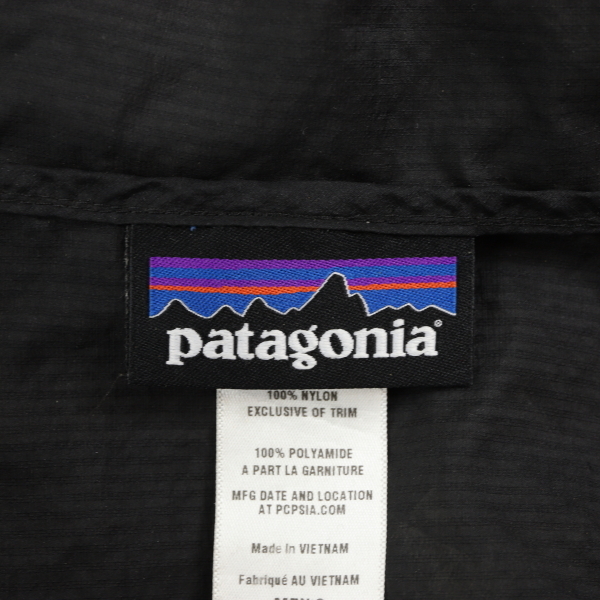 patagonia®
100% NYLON
EXCLUSIVE OF TRIM
100% POLYAMIDE
A PART LA GARNITURE
MFG DATE AND LOCATION
AT PCPSIA.COM
Made in VIETNAM
Fabriqué AU VIETNAM